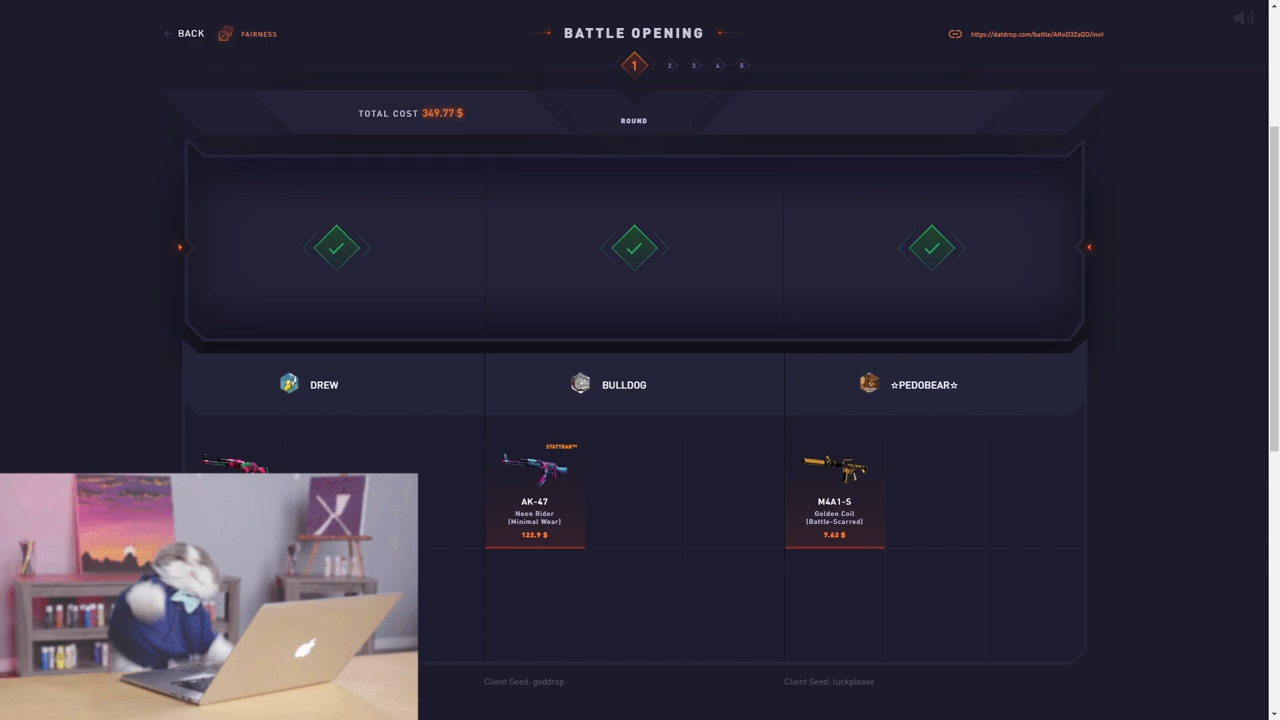 BACK
FAIRNESS
BATTLE OPENING
https://datdrop.com/battle/AKoD3ZaGD/invi
1
2
3
4
5
TOTAL COST 349.77 $
ROUND
DREW
BULLDOG
☆PEDOBEAR☆
STATTRAK™
AK-47
Neon Rider
(Minimal Wear)
122.9 $
M4A1-S
Golden Coil
(Battle-Scarred)
7.62 $
Client Seed: goddrop
Client Seed: luckplease